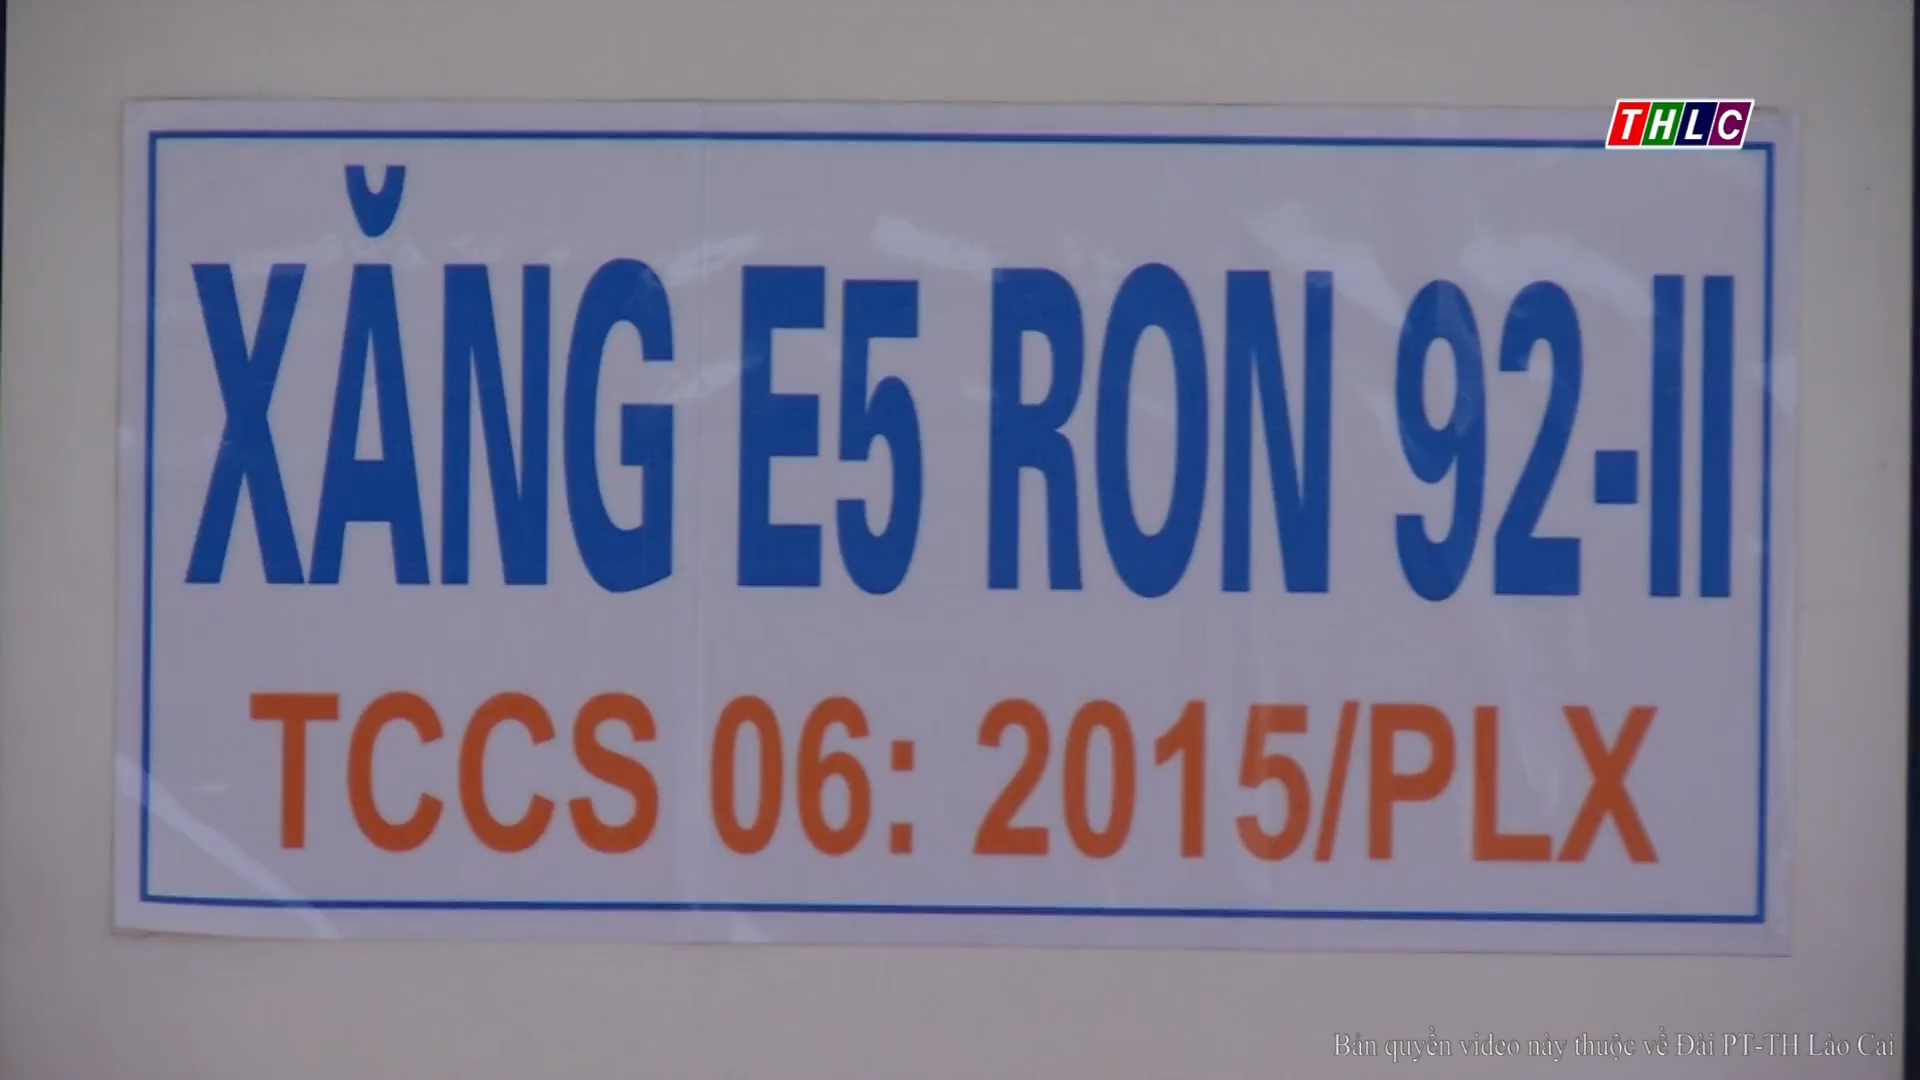 THLC
XĂNG E5 RON 92-II
TCCS 06: 2015/PLX
Bản quyền video này thuộc về Đài PT-TH Lào Cai